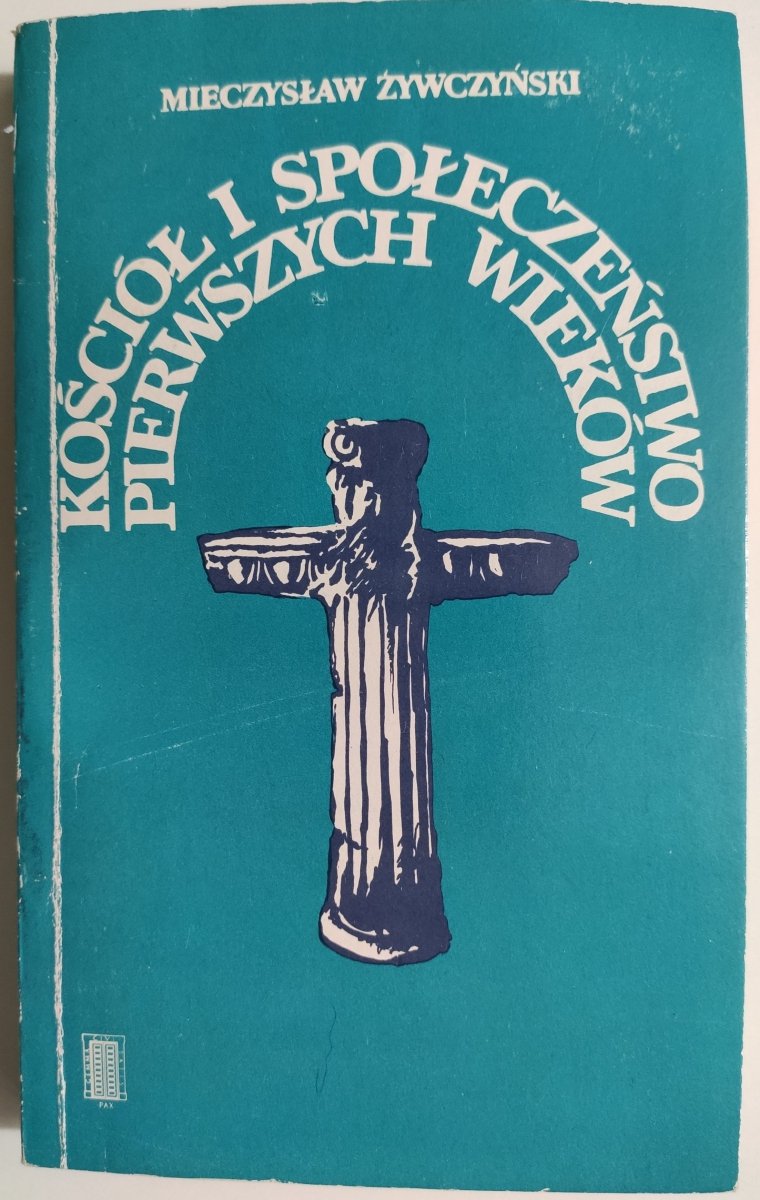 MIECZYSŁAW ŻYWCZYŃSKI
KOŚCIÓŁ I SPOŁECZEŃSTWO
PIERWSZYCH WIEKÓW
PAX